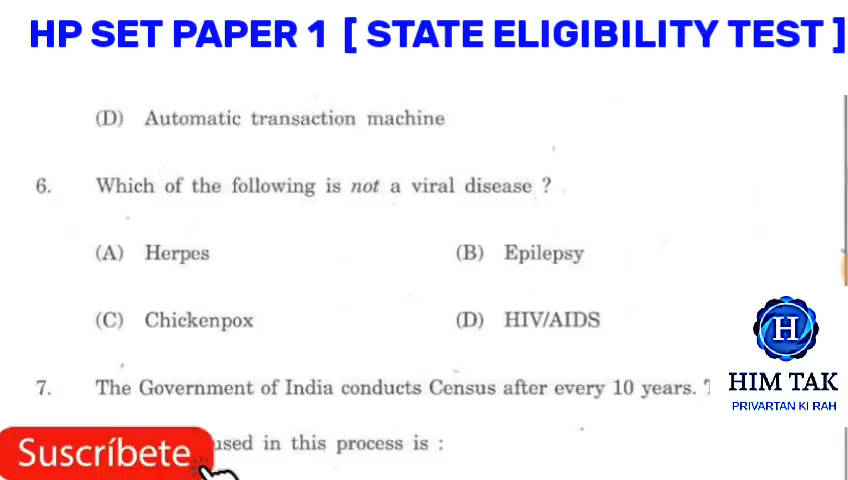 HP SET PAPER 1 [ STATE ELIGIBILITY TEST ]
(D) Automatic transaction machine
6. Which of the following is not a viral disease ?
(A) Herpes (B) Epilepsy
(C) Chickenpox (D) HIV/AIDS
H
7. The Government of India conducts Census after every 10 years.
HIM TAK
PRIVARTAN KI RAH
Suscríbete
in this process is :